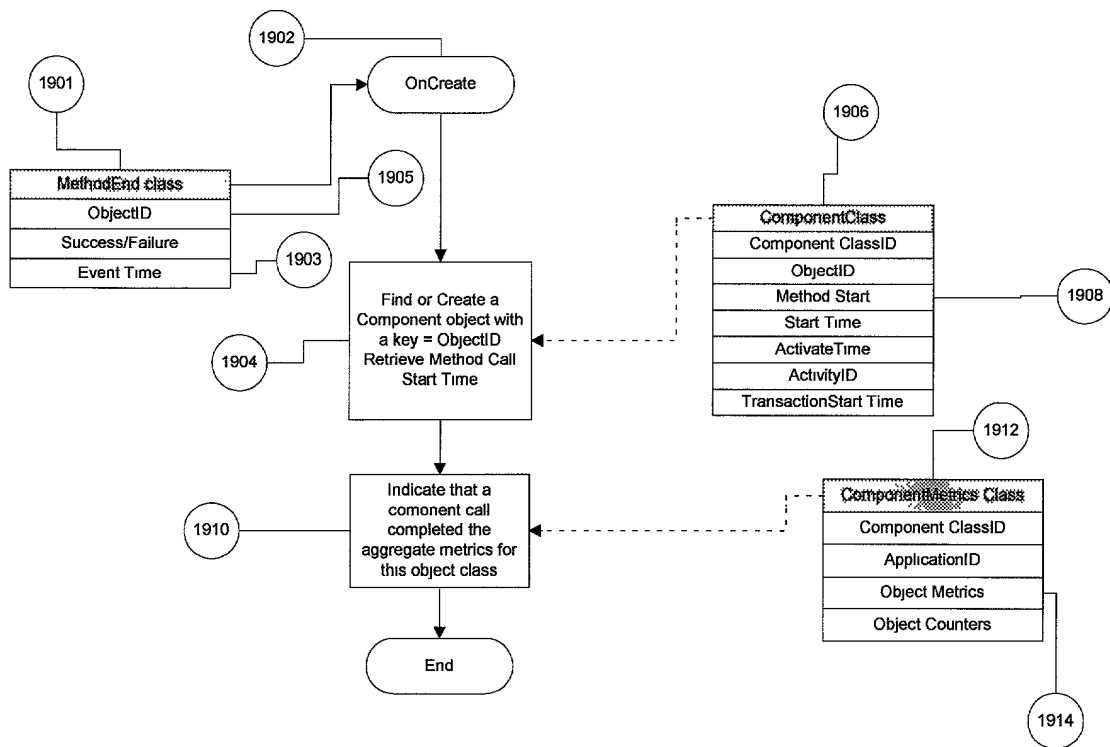 1902
1901
OnCreate
1906
MethodEnd class
ObjectID
Success/Failure
Event Time
1905
1903
ComponentClass
Component ClassID
ObjectID
Method Start
Start Time
ActivateTime
ActivityID
TransactionStart Time
1908
Find or Create a
Component object with
a key = ObjectID
Retrieve Method Call
Start Time
1904
1912
Indicate that a
comonent call
completed the
aggregate metrics for
this object class
1910
ComponentMetrics Class
Component ClassID
ApplicationID
Object Metrics
Object Counters
End
1914